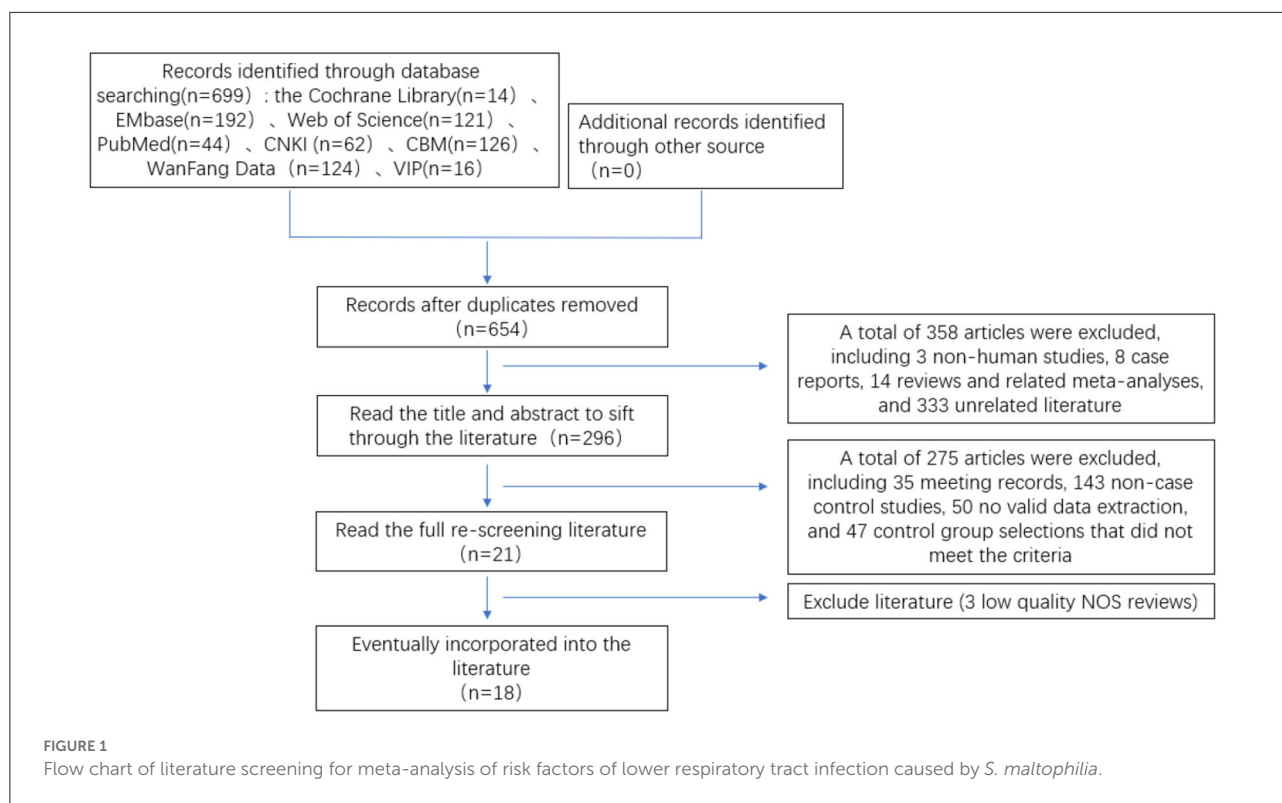 Records identified through database
searching(n=699) : the Cochrane Library(n=14) 、
EMbase(n=192) 、Web of Science(n=121) 、
PubMed(n=44) 、CNKI (n=62) 、CBM(n=126) 、
WanFang Data （n=124）、VIP(n=16)
Additional records identified
through other source
（n=0）
Records after duplicates removed
（n=654）
A total of 358 articles were excluded,
including 3 non-human studies, 8 case
reports, 14 reviews and related meta-analyses,
and 333 unrelated literature
Read the title and abstract to sift
through the literature（n=296）
A total of 275 articles were excluded,
including 35 meeting records, 143 non-case
control studies, 50 no valid data extraction,
and 47 control group selections that did not
meet the criteria
Read the full re-screening literature
（n=21）
Exclude literature (3 low quality NOS reviews)
Eventually incorporated into the
literature
（n=18）
FIGURE 1
Flow chart of literature screening for meta-analysis of risk factors of lower respiratory tract infection caused by S. maltophilia.